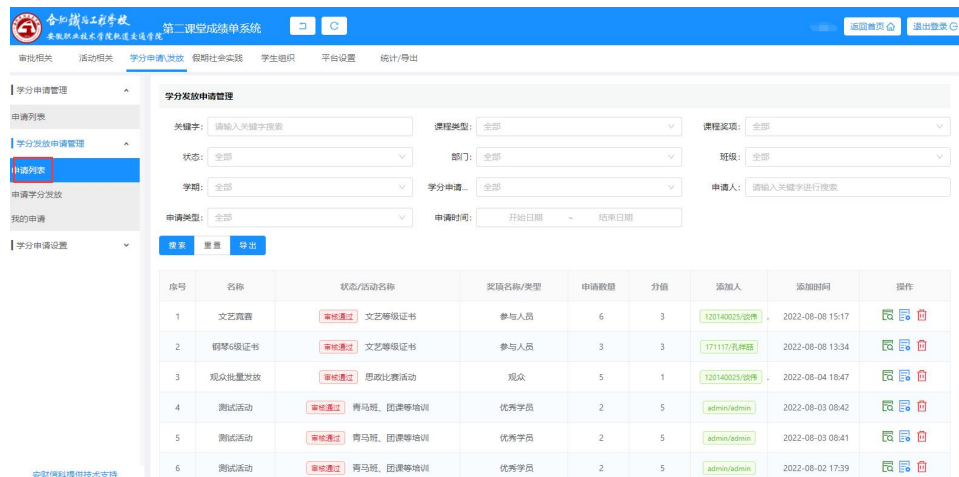 合肥铁路工程学校
安徽职业技术学院轨道交通学院
第二课堂成绩单系统
返回首页
退出登录
审批相关 活动相关 学分申请\发放 假期社会实践 学生组织 平台设置 统计/导出
学分申请管理
申请列表
学分发放申请管理
申请列表
申请学分发放
我的申请
学分申请设置
学分发放申请管理
关键字: 请输入关键字搜索 课程类型: 全部 课程奖项: 全部
状态: 全部 部门: 全部 班级: 全部
学期: 全部 学分申请... 全部 申请人: 请输入关键字进行搜索
申请类型: 全部 申请时间: 开始日期 ~ 结束日期
搜索 重置 导出
序号 名称 状态/活动名称 奖项名称/类型 申请数量 分值 添加人 添加时间 操作
1 文艺竞赛 审核通过 文艺等级证书 参与人员 6 3 120140025/ 2022-08-08 15:17
2 钢琴6级证书 审核通过 文艺等级证书 参与人员 3 3 171117/孔祥 2022-08-08 13:34
3 观众批量发放 审核通过 思政比赛活动 观众 5 1 120140025/ 2022-08-04 18:47
4 测试活动 审核通过 青马班、团课等培训 优秀学员 2 5 admin/admin 2022-08-03 08:42
5 测试活动 审核通过 青马班、团课等培训 优秀学员 2 5 admin/admin 2022-08-03 08:41
6 测试活动 审核通过 青马班、团课等培训 优秀学员 2 5 admin/admin 2022-08-02 17:39
安财信科提供技术支持